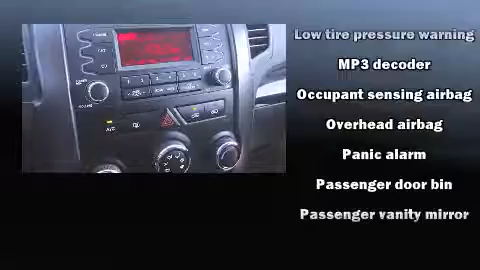 Low tire pressure warning
MP3 decoder
Occupant sensing airbag
Overhead airbag
Panic alarm
Passenger door bin
Passenger vanity mirror